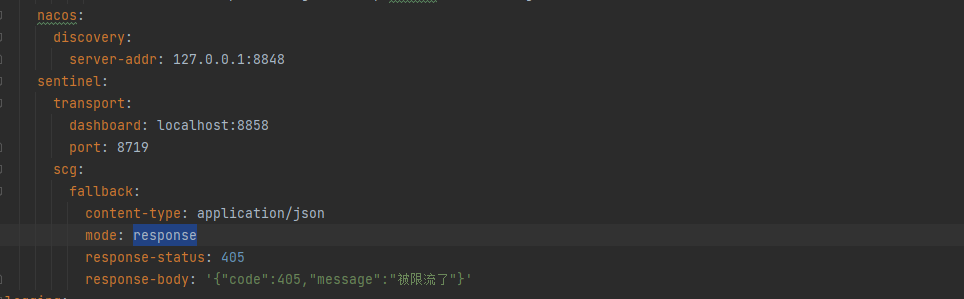 nacos:
discovery:
server-addr: 127.0.0.1:8848
sentinel:
transport:
dashboard: localhost:8858
port: 8719
scg:
fallback:
content-type: application/json
mode: response
response-status: 405
response-body: '{"code":405,"message":"被限流了"}'